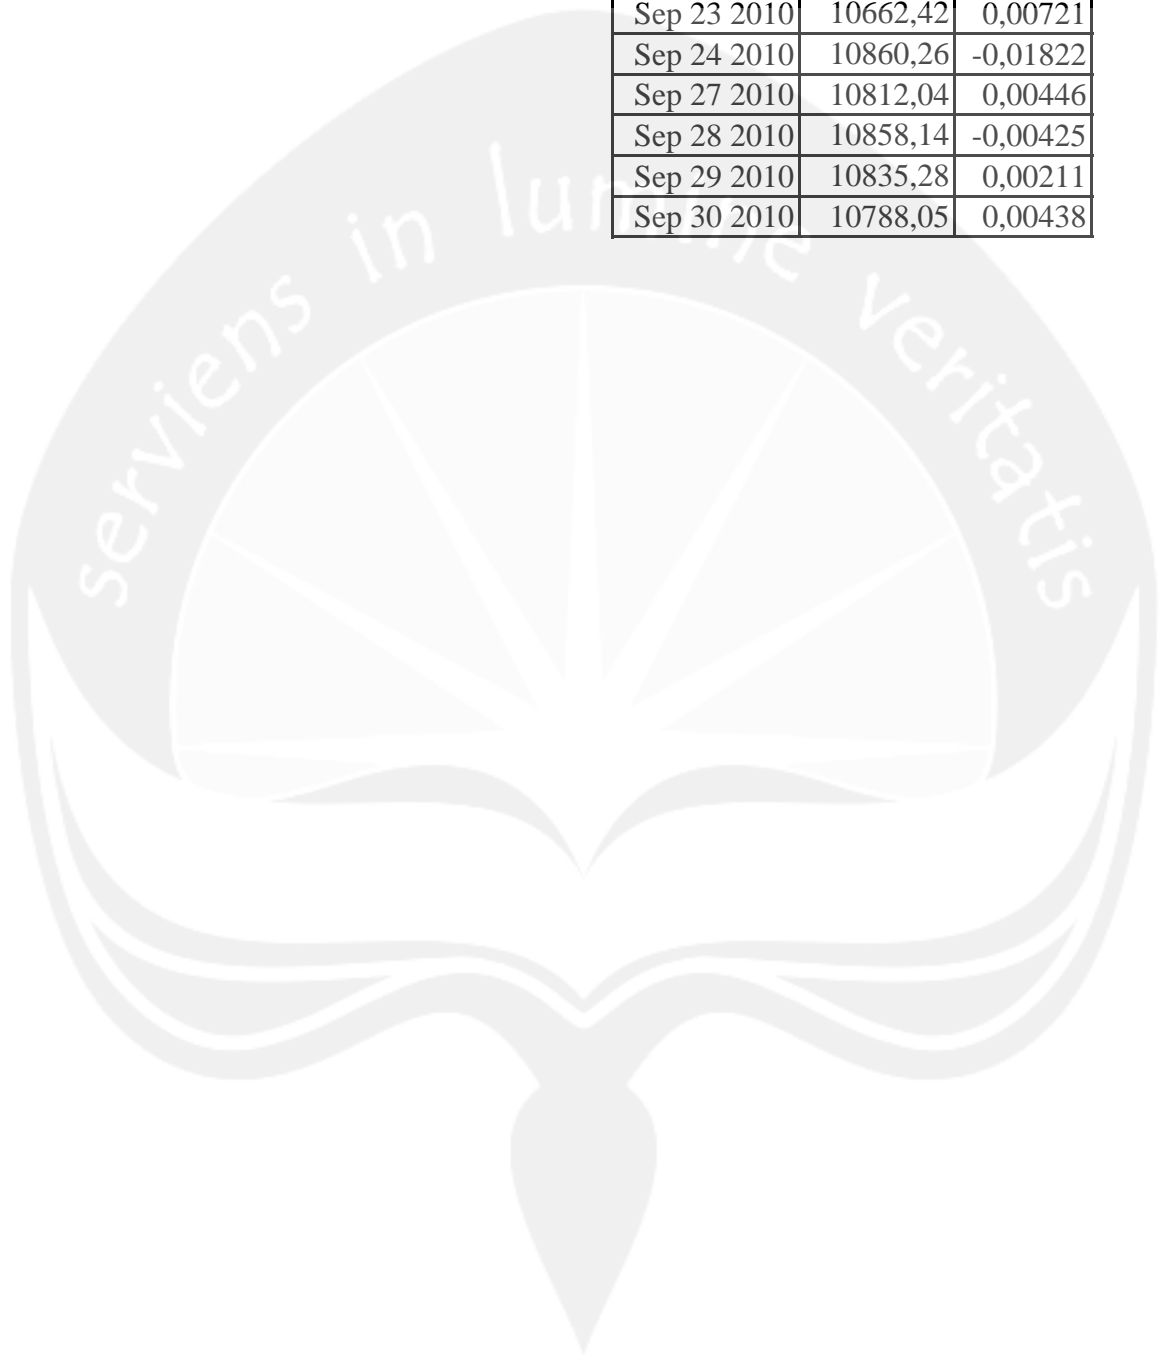 Sep 23 2010 10662,42 0,00721
Sep 24 2010 10860,26 -0,01822
Sep 27 2010 10812,04 0,00446
Sep 28 2010 10858,14 -0,00425
Sep 29 2010 10835,28 0,00211
Sep 30 2010 10788,05 0,00438
serviens in lumine veritatis